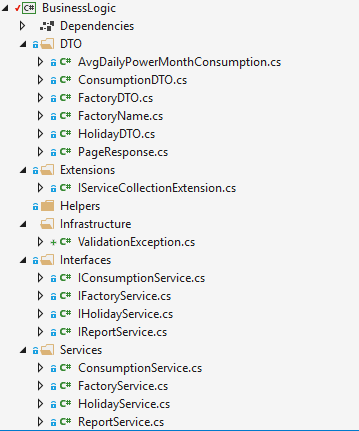 C# BusinessLogic
Dependencies
DTO
C# AvgDailyPowerMonthConsumption.cs
C# ConsumptionDTO.cs
C# FactoryDTO.cs
C# FactoryName.cs
C# HolidayDTO.cs
C# PageResponse.cs
Extensions
C# IServiceCollectionExtension.cs
Helpers
Infrastructure
+ C# ValidationException.cs
Interfaces
C# IConsumptionService.cs
C# IFactoryService.cs
C# IHolidayService.cs
C# IReportService.cs
Services
C# ConsumptionService.cs
C# FactoryService.cs
C# HolidayService.cs
C# ReportService.cs